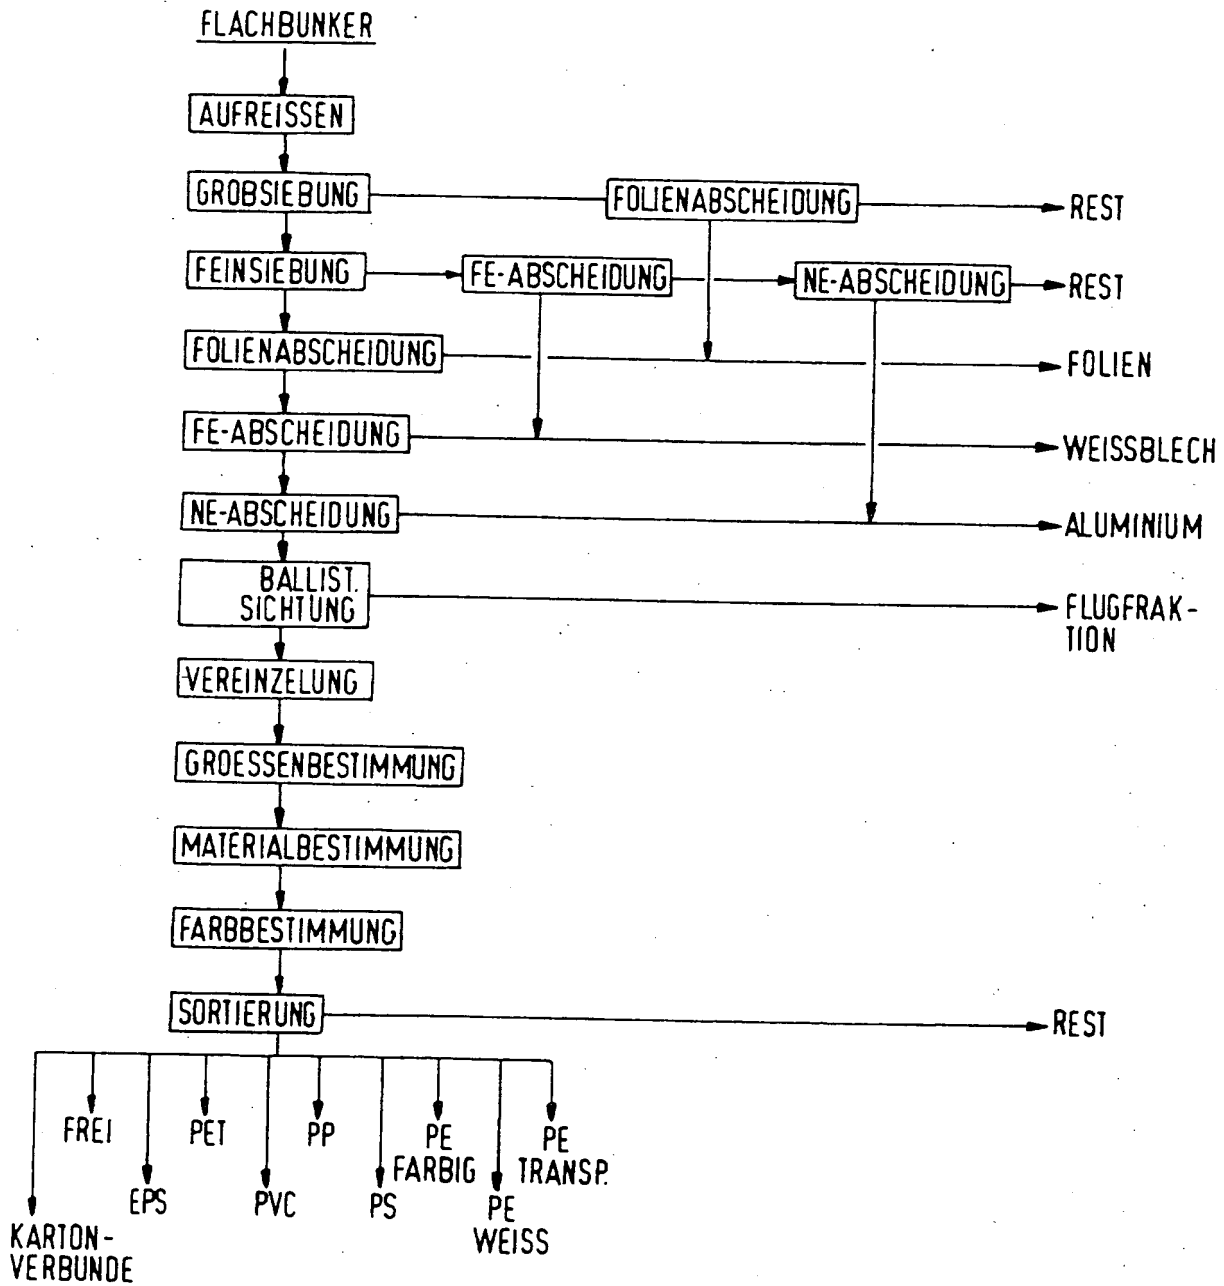 FLACHBUNKER
AUFREISSEN
GROBSIEBUNG
FOLIENABSCHEIDUNG
REST
FEINSIEBUNG
FE-ABSCHEIDUNG
NE-ABSCHEIDUNG
REST
FOLIENABSCHEIDUNG
FOLIEN
FE-ABSCHEIDUNG
WEISSBLECH
NE-ABSCHEIDUNG
ALUMINIUM
BALLIST.
SICHTUNG
FLUGFRAK-
TION
VEREINZELUNG
GROESSENBESTIMMUNG
MATERIALBESTIMMUNG
FARBBESTIMMUNG
SORTIERUNG
REST
KARTON-
VERBUNDE
FREI
EPS
PET
PVC
PP
PS
PE
FARBIG
PE
WEISS
PE
TRANSP.